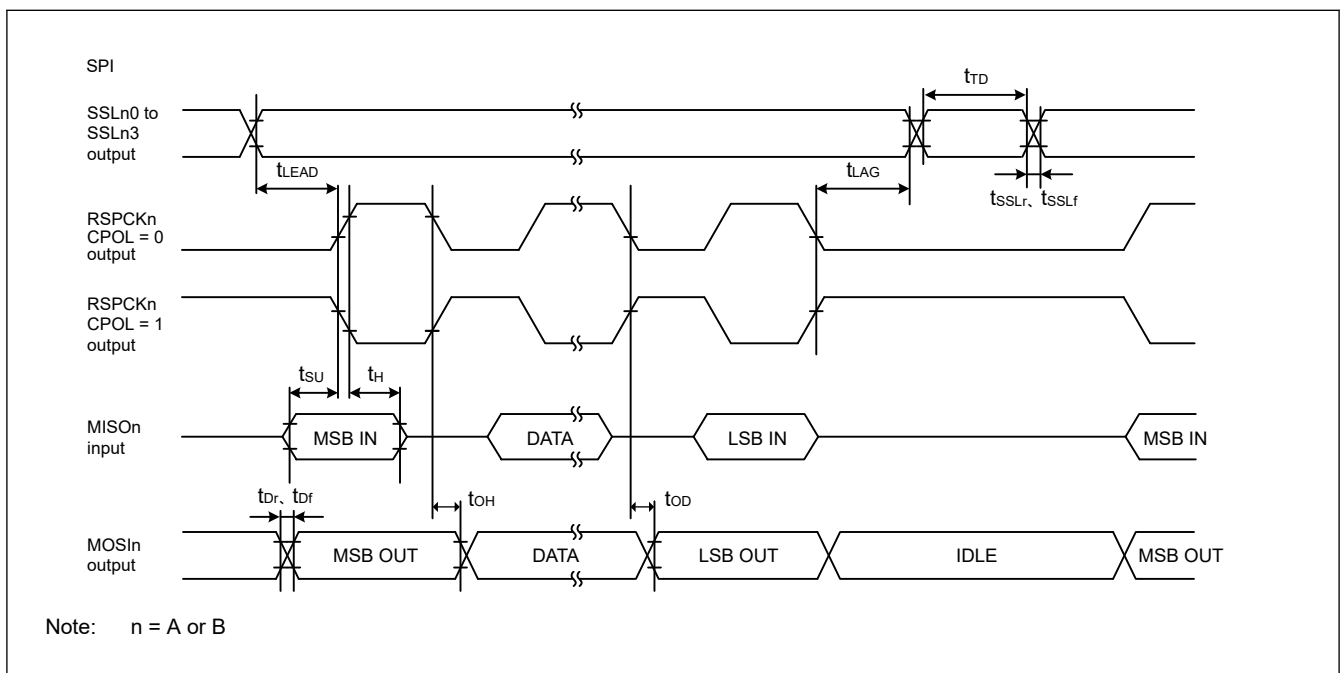 SPI
tTD
SSLn0 to
SSLn3
output
tLEAD
tLAG
tSSLr、tSSLf
RSPCKn
CPOL = 0
output
RSPCKn
CPOL = 1
output
tSU
tH
MISOn
input
MSB IN
DATA
LSB IN
MSB IN
tDr、tDf
tOH
tOD
MOSIn
output
MSB OUT
DATA
LSB OUT
IDLE
MSB OUT
Note: n = A or B